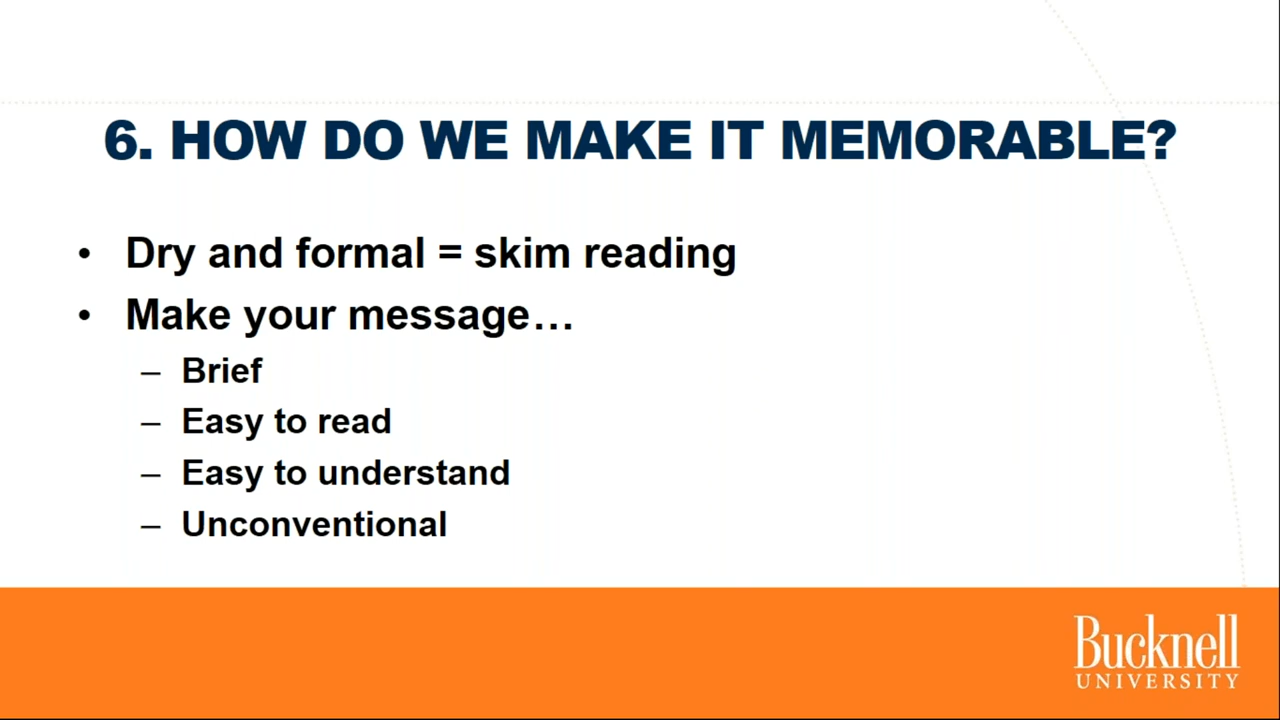 6. HOW DO WE MAKE IT MEMORABLE?
• Dry and formal = skim reading
• Make your message…
– Brief
– Easy to read
– Easy to understand
– Unconventional
Bucknell
UNIVERSITY